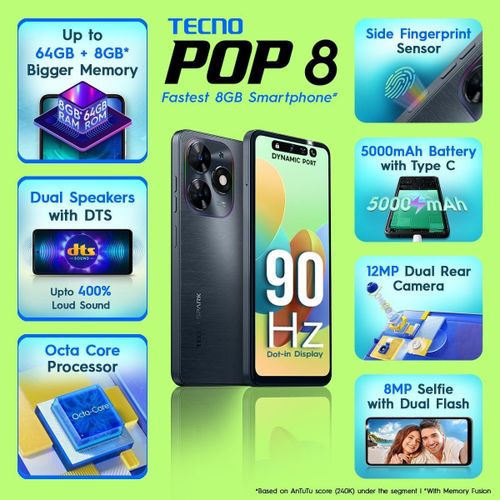 TECNO
POP 8
Fastest 8GB Smartphone#
Up to
64GB + 8GB*
Bigger Memory
8GB*
RAM
64GB
ROM
Dual Speakers
with DTS
dts
SOUND
Upto 400%
Loud Sound
Octa Core
Processor
Octa-Core
TECNO SPARK
DYNAMIC PORT
90
Hz
Dot-in Display
Side Fingerprint
Sensor
5000mAh Battery
with Type C
5000mAh
12MP Dual Rear
Camera
8MP Selfie
with Dual Flash
#Based on AnTuTu score (240K) under the segment I *With Memory Fusion